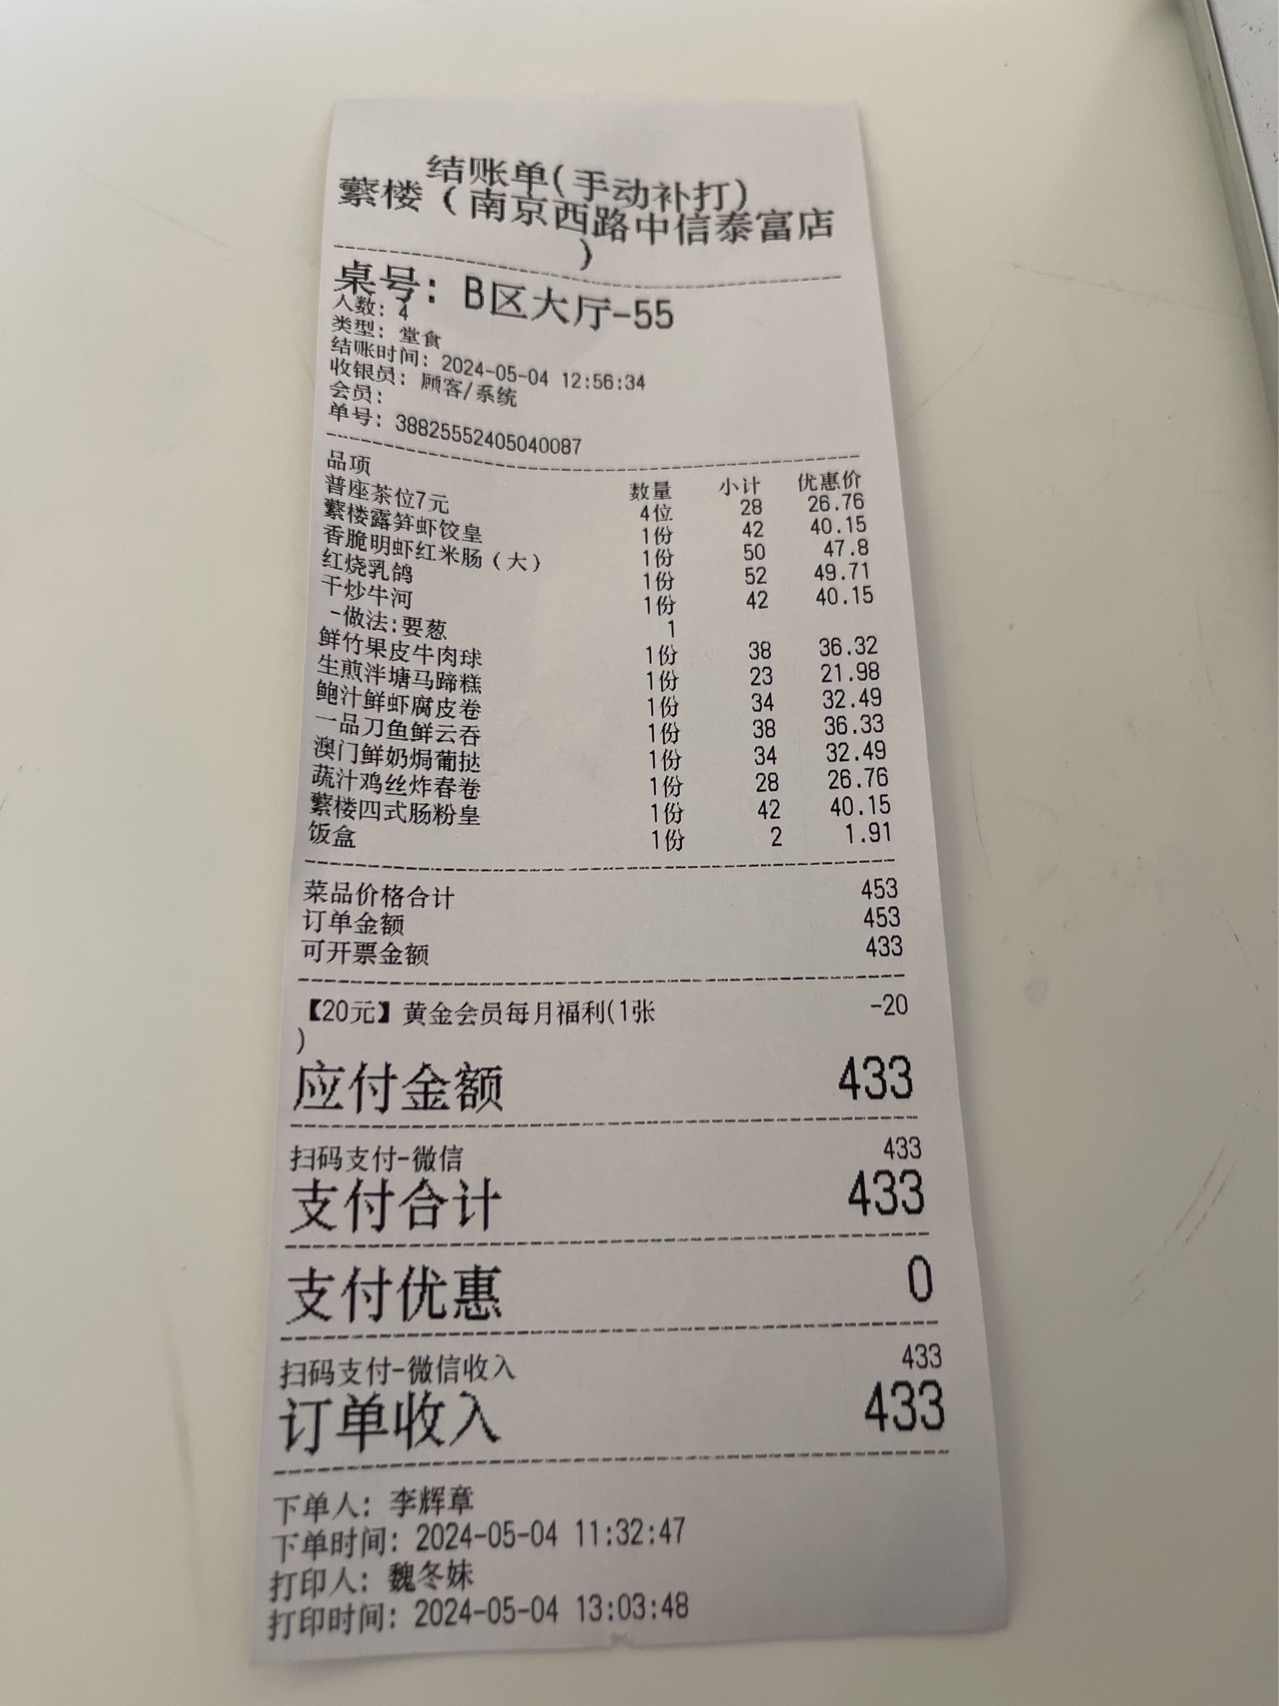 结账单(手动补打)
蘩楼（南京西路中信泰富店
）
桌号: B区大厅-55
人数: 4
类型: 堂食
结账时间: 2024-05-04 12:56:34
收银员: 顾客/系统
会员:
单号: 38825552405040087
品项 数量 小计 优惠价
普座茶位7元 4位 28 26.76
蘩楼露笋虾饺皇 1份 42 40.15
香脆明虾红米肠（大） 1份 50 47.8
红烧乳鸽 1份 52 49.71
干炒牛河 1份 42 40.15
-做法:要葱 1
鲜竹果皮牛肉球 1份 38 36.32
生煎泮塘马蹄糕 1份 23 21.98
鲍汁鲜虾腐皮卷 1份 34 32.49
一品刀鱼鲜云吞 1份 38 36.33
澳门鲜奶焗葡挞 1份 34 32.49
蔬汁鸡丝炸春卷 1份 28 26.76
蘩楼四式肠粉皇 1份 42 40.15
饭盒 1份 2 1.91
菜品价格合计 453
订单金额 453
可开票金额 433
【20元】黄金会员每月福利(1张 -20
)
应付金额 433
扫码支付-微信 433
支付合计 433
支付优惠 0
扫码支付-微信收入 433
订单收入 433
下单人: 李辉章
下单时间: 2024-05-04 11:32:47
打印人: 魏冬妹
打印时间: 2024-05-04 13:03:48